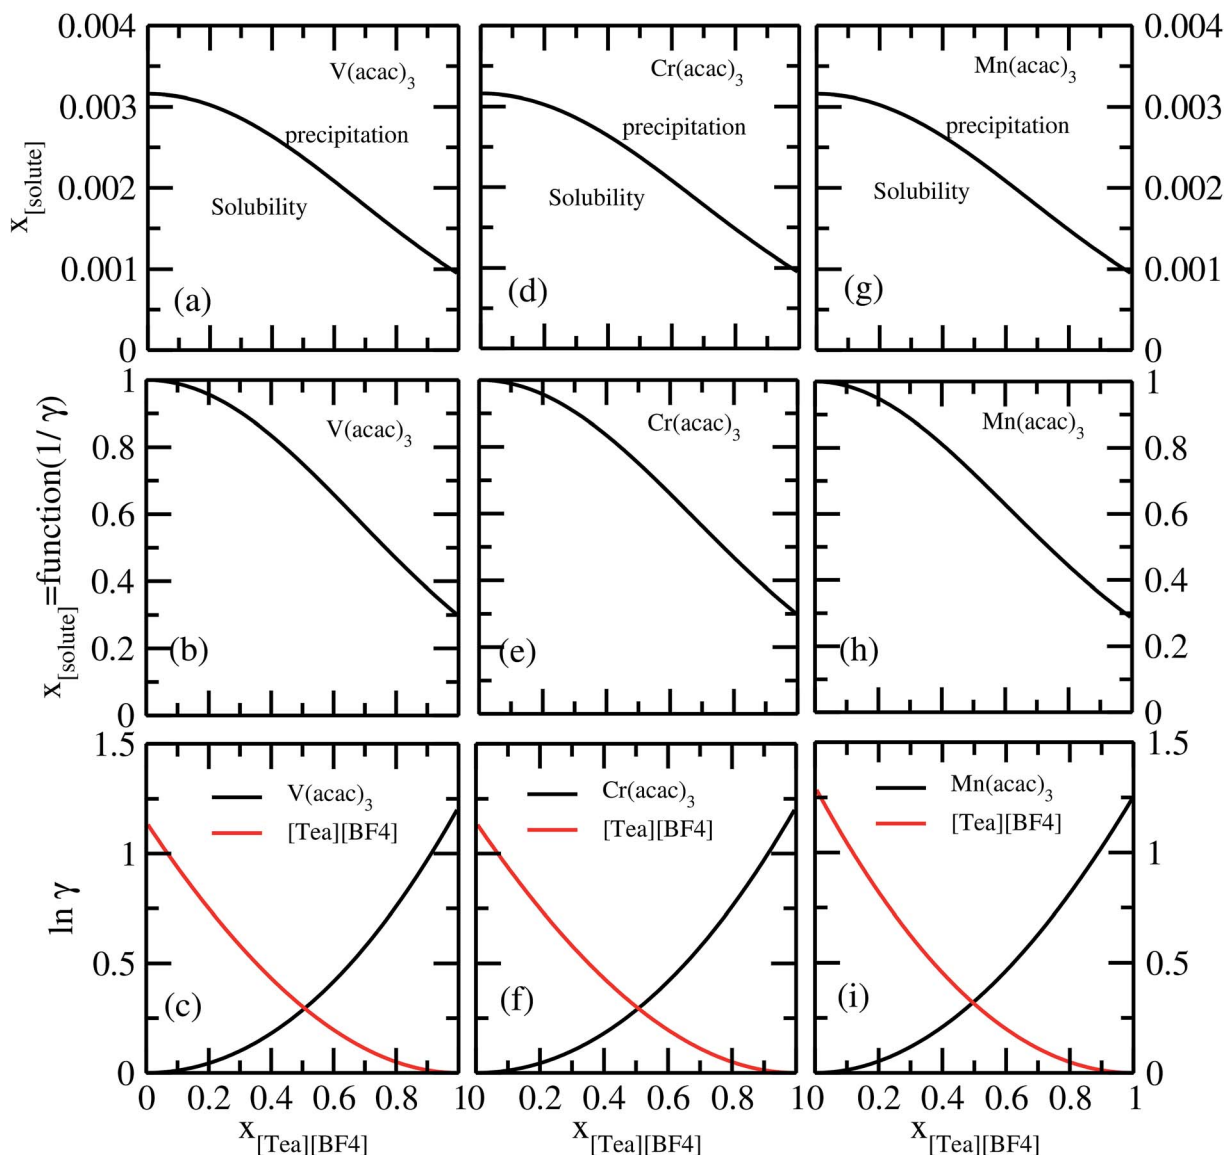 0.004
0.003
0.002
0.001
0
x[solute]
V(acac)3
precipitation
Solubility
(a)
Cr(acac)3
precipitation
Solubility
(d)
Mn(acac)3
precipitation
Solubility
(g)
0.004
0.003
0.002
0.001
0
1
0.8
0.6
0.4
0.2
0
x[solute]=function(1/ γ)
V(acac)3
(b)
Cr(acac)3
(e)
Mn(acac)3
(h)
1
0.8
0.6
0.4
0.2
0
1.5
1
0.5
0
ln γ
V(acac)3
[Tea][BF4]
(c)
Cr(acac)3
[Tea][BF4]
(f)
Mn(acac)3
[Tea][BF4]
(i)
1.5
1
0.5
0
0 0.2 0.4 0.6 0.8 1
0 0.2 0.4 0.6 0.8 1
0 0.2 0.4 0.6 0.8 1
x[Tea][BF4]
x[Tea][BF4]
x[Tea][BF4]